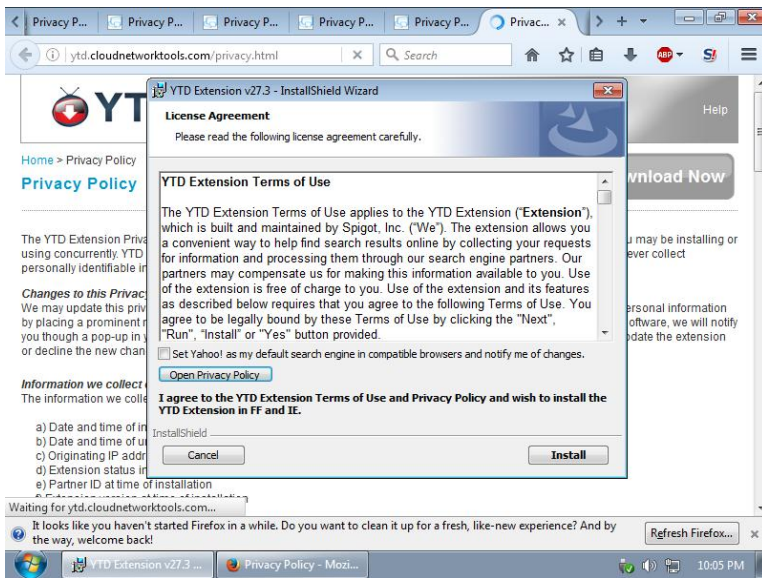 Privacy P... Privacy P... Privacy P... Privacy P... Privacy P... Privac...
ytd.cloudnetworktools.com/privacy.html Search ABP S!
YT Help
YTD Extension v27.3 - InstallShield Wizard
License Agreement
Please read the following license agreement carefully.
Home > Privacy Policy
Privacy Policy
wnload Now
YTD Extension Terms of Use
The YTD Extension Terms of Use applies to the YTD Extension (“Extension”),
which is built and maintained by Spigot, Inc. (“We”). The extension allows you
a convenient way to help find search results online by collecting your requests
for information and processing them through our search engine partners. Our
partners may compensate us for making this information available to you. Use
of the extension is free of charge to you. Use of the extension and its features
as described below requires that you agree to the following Terms of Use. You
agree to be legally bound by these Terms of Use by clicking the "Next",
"Run", “Install” or "Yes" button provided.
Set Yahoo! as my default search engine in compatible browsers and notify me of changes.
Open Privacy Policy
I agree to the YTD Extension Terms of Use and Privacy Policy and wish to install the
YTD Extension in FF and IE.
InstallShield
Cancel Install
The YTD Extension Priva u may be installing or
using concurrently. YTD ever collect
personally identifiable in
Changes to this Privac
We may update this priv ersonal information
by placing a prominent n oftware, we will notify
you though a pop-up in y pdate the extension
or decline the new chan
Information we collect
The information we colle
a) Date and time of in
b) Date and time of u
c) Originating IP addr
d) Extension status i
e) Partner ID at time of installation
f) Extension version at time of installation
Waiting for ytd.cloudnetworktools.com...
It looks like you haven't started Firefox in a while. Do you want to clean it up for a fresh, like-new experience? And by
the way, welcome back!
Refresh Firefox...
YTD Extension v27.3 ... Privacy Policy - Mozi... 10:05 PM